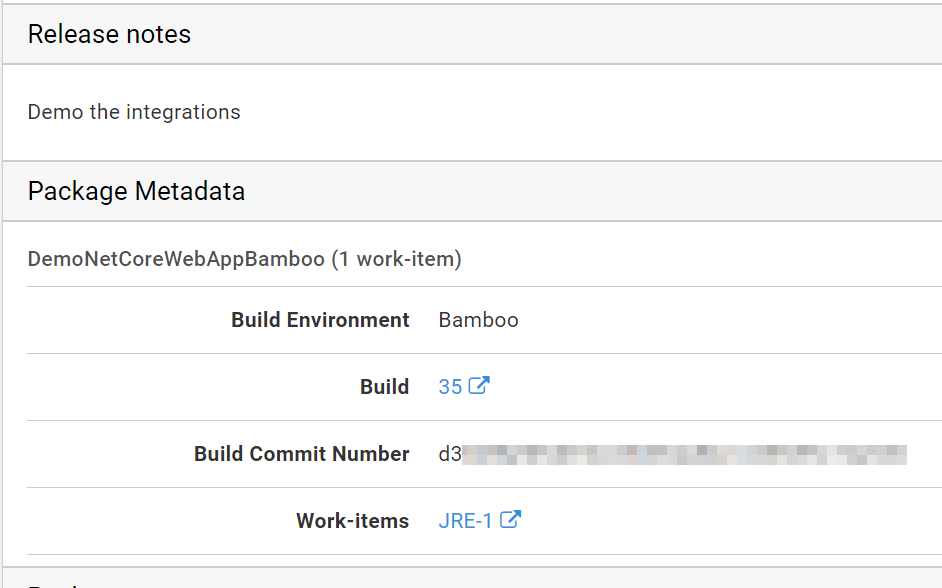 Release notes
Demo the integrations
Package Metadata
DemoNetCoreWebAppBamboo (1 work-item)
Build Environment Bamboo
Build 35
Build Commit Number d3
Work-items JRE-1